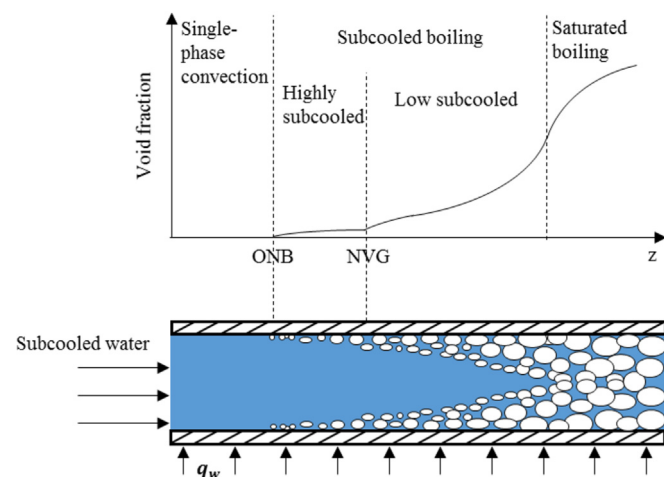 Single-
phase
convection
Subcooled boiling
Saturated
boiling
Highly
subcooled
Low subcooled
Void fraction
ONB
NVG
z
Subcooled water
q_w